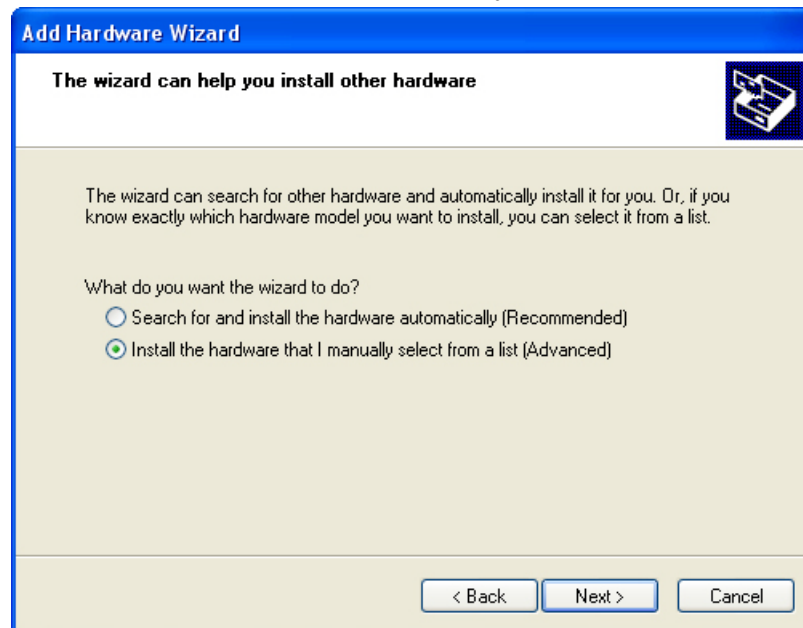 Add Hardware Wizard
The wizard can help you install other hardware
The wizard can search for other hardware and automatically install it for you. Or, if you
know exactly which hardware model you want to install, you can select it from a list.
What do you want the wizard to do?
Search for and install the hardware automatically (Recommended)
Install the hardware that I manually select from a list (Advanced)
< Back Next > Cancel